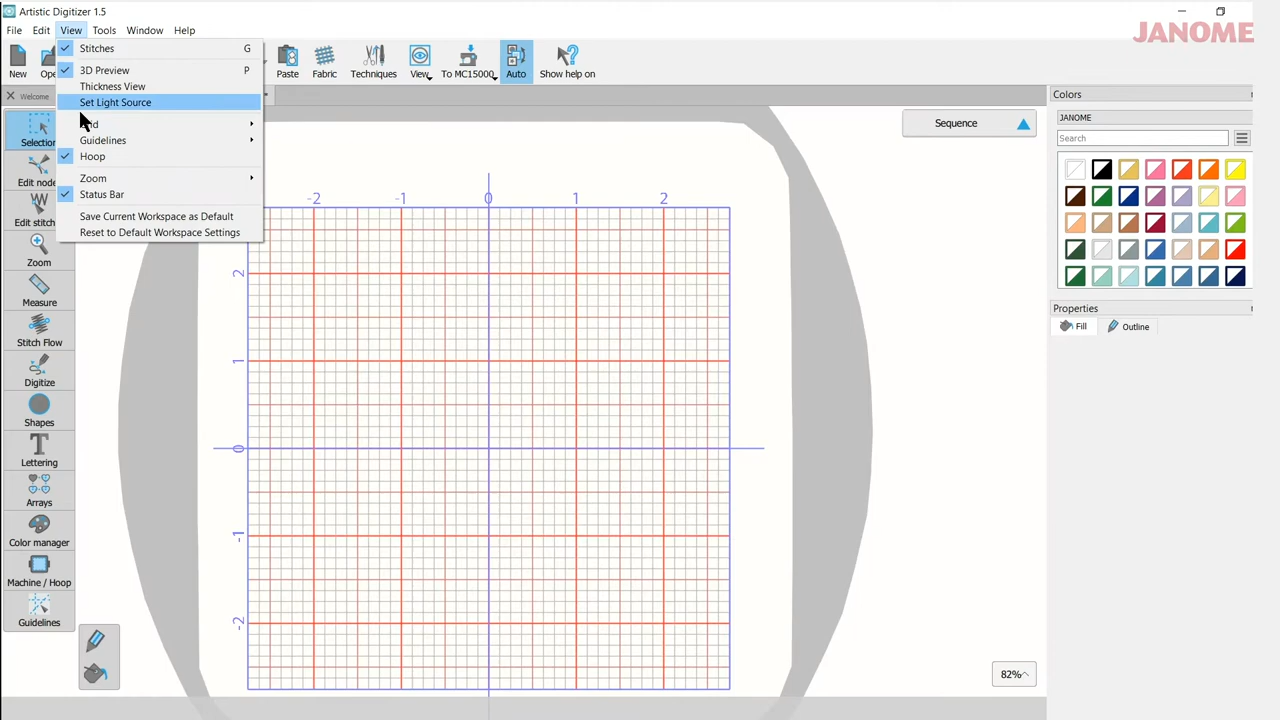 Artistic Digitizer 1.5
File Edit View Tools Window Help
JANOME
New
Paste
Fabric
Techniques
View
To MC15000
Auto
Show help on
Stitches G
3D Preview P
Thickness View
Set Light Source
Guidelines
Hoop
Zoom
Status Bar
Save Current Workspace as Default
Reset to Default Workspace Settings
Welcome
Selection
Edit node
Edit stitch
Zoom
Measure
Stitch Flow
Digitize
Shapes
Lettering
Arrays
Color manager
Machine / Hoop
Guidelines
-2 -1 0 1 2
2
1
0
-1
-2
Sequence
82%
Colors
JANOME
Search
Properties
Fill
Outline